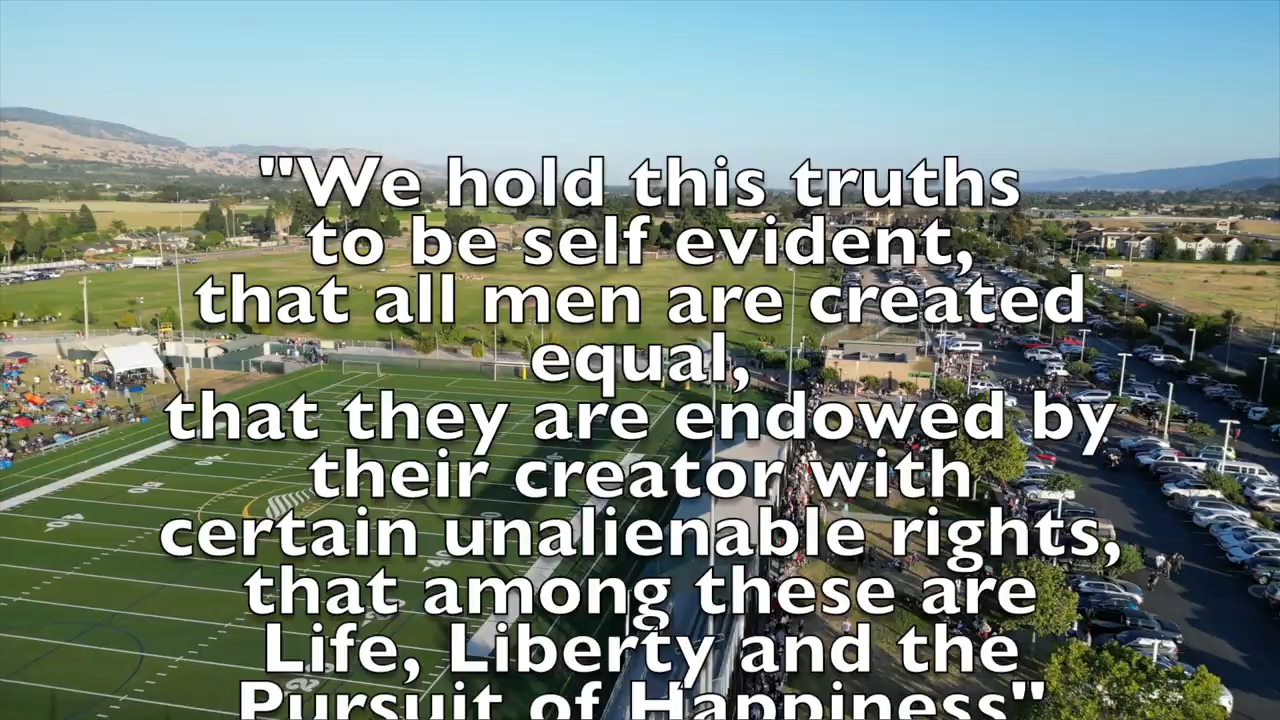 "We hold this truths
to be self evident,
that all men are created
equal,
that they are endowed by
their creator with
certain unalienable rights,
that among these are
Life, Liberty and the
Pursuit of Happiness"